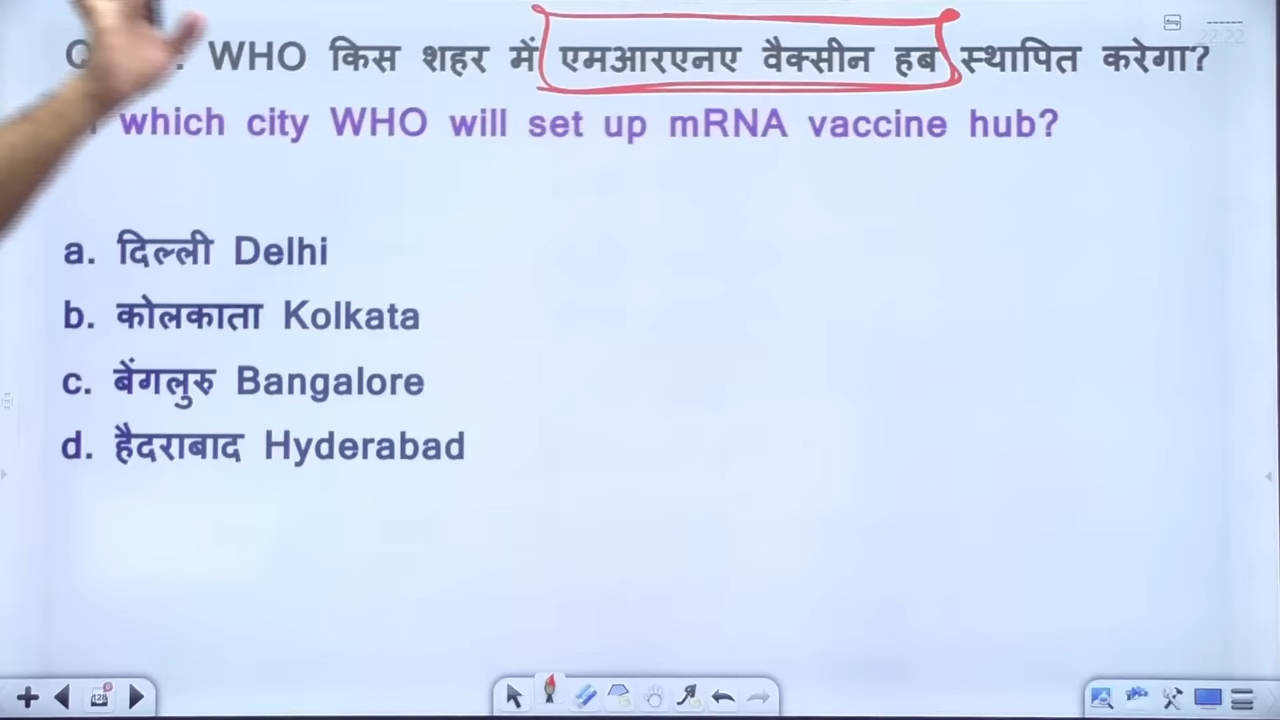 WHO किस शहर में एमआरएनए वैक्सीन हब स्थापित करेगा?
which city WHO will set up mRNA vaccine hub?
a. दिल्ली Delhi
b. कोलकाता Kolkata
c. बेंगलुरु Bangalore
d. हैदराबाद Hyderabad
128